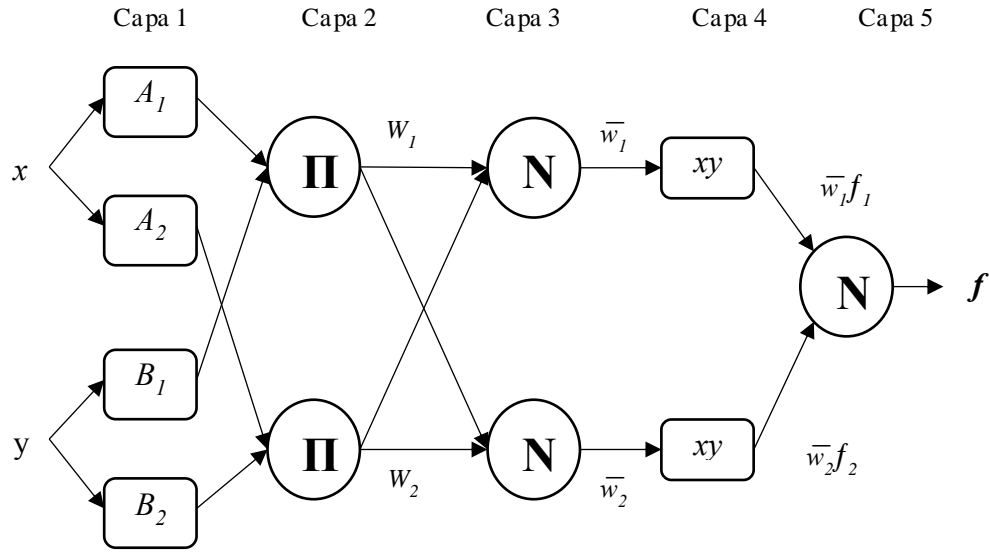 Capa 1 Capa 2 Capa 3 Capa 4 Capa 5
A₁
x
A₂
B₁
y
B₂
Π
Π
W₁
W₂
N
N
w̅₁
w̅₂
xy
xy
w̅₁f₁
w̅₂f₂
N
f